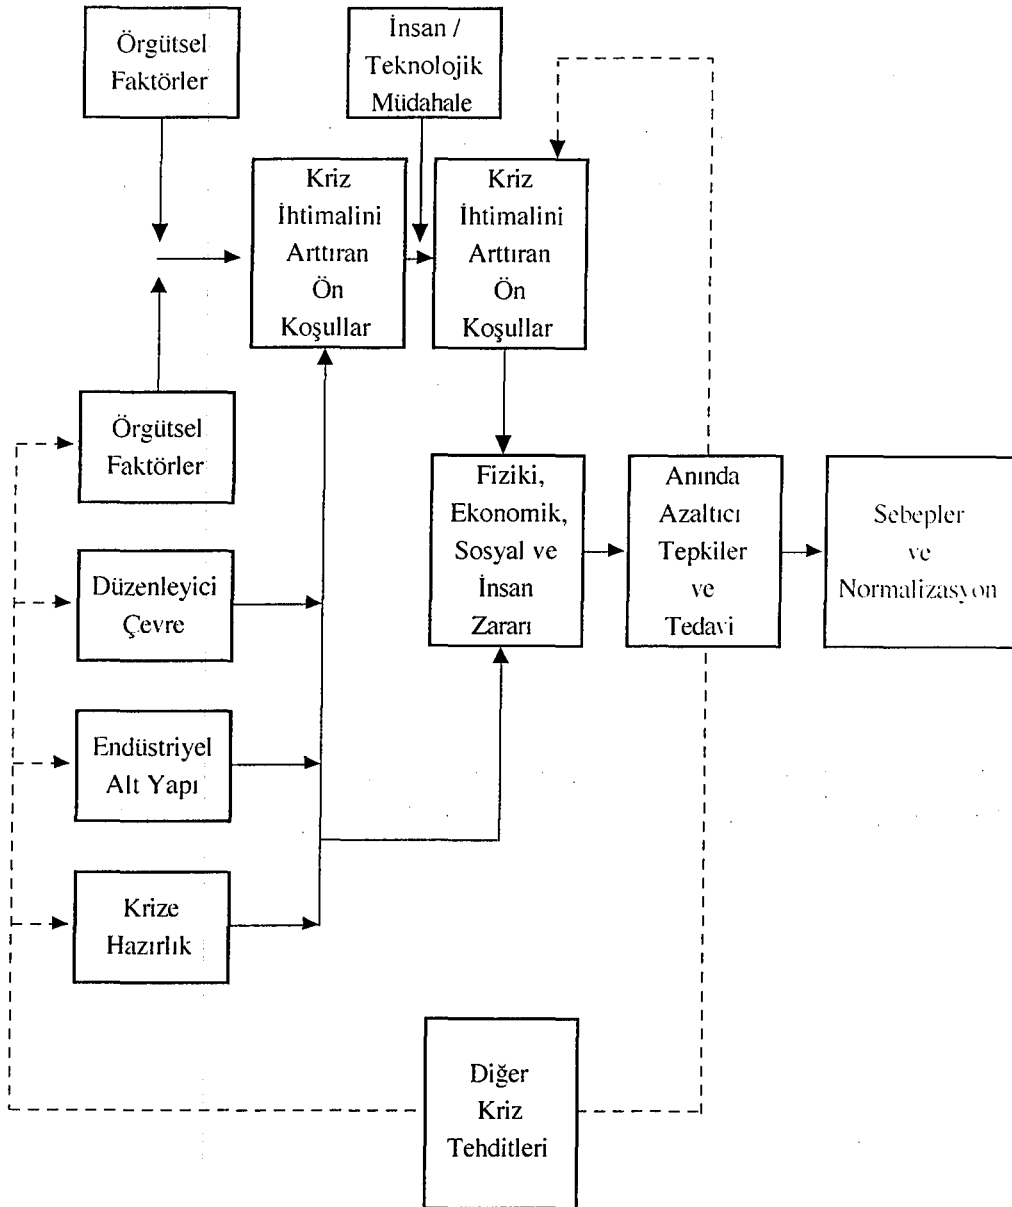 Örgütsel
Faktörler
İnsan /
Teknolojik
Müdahale
Kriz
İhtimalini
Arttıran
Ön
Koşullar
Kriz
İhtimalini
Arttıran
Ön
Koşullar
Örgütsel
Faktörler
Fiziki,
Ekonomik,
Sosyal ve
İnsan
Zararı
Anında
Azaltıcı
Tepkiler
ve
Tedavi
Sebepler
ve
Normalizasyon
Düzenleyici
Çevre
Endüstriyel
Alt Yapı
Krize
Hazırlık
Diğer
Kriz
Tehditleri